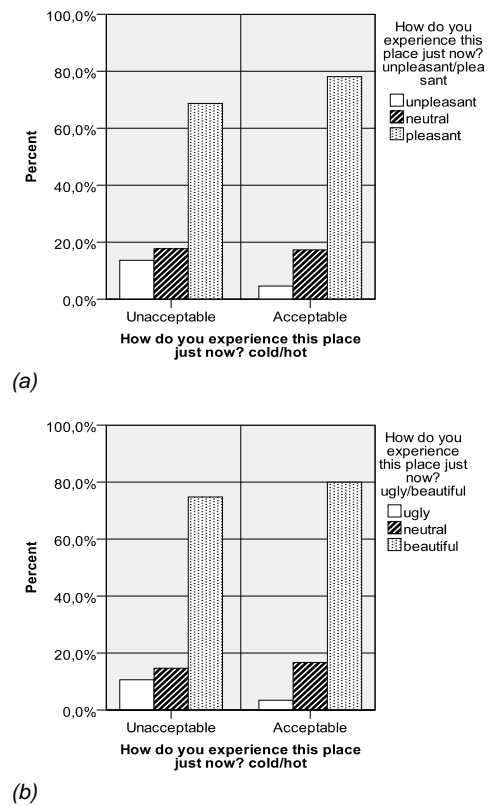 100,0%
80,0%
60,0%
40,0%
20,0%
0,0%
Percent
Unacceptable
Acceptable
How do you experience this place
just now? cold/hot
How do you
experience this
place just now?
unpleasant/plea
sant
unpleasant
neutral
pleasant
(a)
100,0%
80,0%
60,0%
40,0%
20,0%
0,0%
Percent
Unacceptable
Acceptable
How do you experience this place
just now? cold/hot
How do you
experience
this place just
now?
ugly/beautiful
ugly
neutral
beautiful
(b)